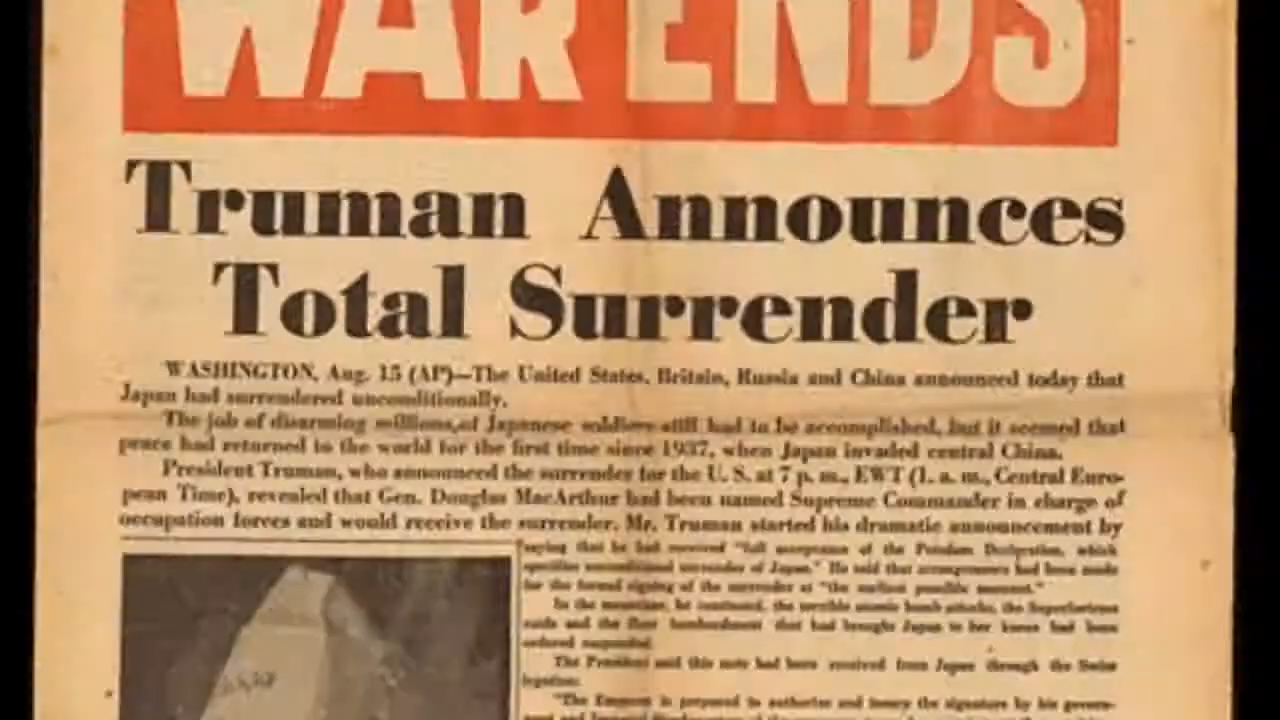 WAR ENDS
Truman Announces
Total Surrender
WASHINGTON, Aug. 15 (AP)—The United States, Britain, Russia and China announced today that
Japan had surrendered unconditionally.
The job of disarming millions of Japanese soldiers still had to be accomplished, but it seemed that
peace had returned to the world for the first time since 1937, when Japan invaded central China.
President Truman, who announced the surrender for the U. S. at 7 p. m., EWT (1. a. m., Central Euro-
pean Time), revealed that Gen. Douglas MacArthur had been named Supreme Commander in charge of
occupation forces and would receive the surrender. Mr. Truman started his dramatic announcement by
saying that he had received "full acceptance of the Potsdam Declaration, which
specifies unconditional surrender of Japan." He said that arrangements had been made
for the formal signing of the surrender at "the earliest possible moment."
In the meantime, he continued, the terrible atomic bomb attacks, the Superfortress
raids and the fleet bombardment that had brought Japan to her knees had been
ordered suspended.
The President said this note had been received from Japan through the Swiss
legation:
"The Emperor is prepared to authorize and insure the signature by his govern-